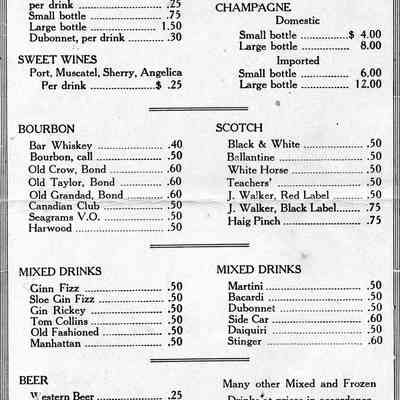 per drink .25
Small bottle .75
Large bottle 1.50
Dubonnet, per drink .30
SWEET WINES
Port, Muscatel, Sherry, Angelica
Per drink $ .25
CHAMPAGNE
Domestic
Small bottle $ 4.00
Large bottle 8.00
Imported
Small bottle 6.00
Large bottle 12.00
BOURBON
Bar Whiskey .40
Bourbon, call .50
Old Crow, Bond .60
Old Taylor, Bond .60
Old Grandad, Bond .60
Canadian Club .50
Seagrams V.O. .50
Harwood .50
SCOTCH
Black & White .50
Ballantine .50
White Horse .50
Teachers' .50
J. Walker, Red Label .50
J. Walker, Black Label .75
Haig Pinch .75
MIXED DRINKS
Ginn Fizz .50
Sloe Gin Fizz .50
Gin Rickey .50
Tom Collins .50
Old Fashioned .50
Manhattan .50
MIXED DRINKS
Martini .50
Bacardi .50
Dubonnet .50
Side Car .60
Daiquiri .50
Stinger .60
BEER
Western Beer .25
Many other Mixed and Frozen
Drinks at prices in accordance